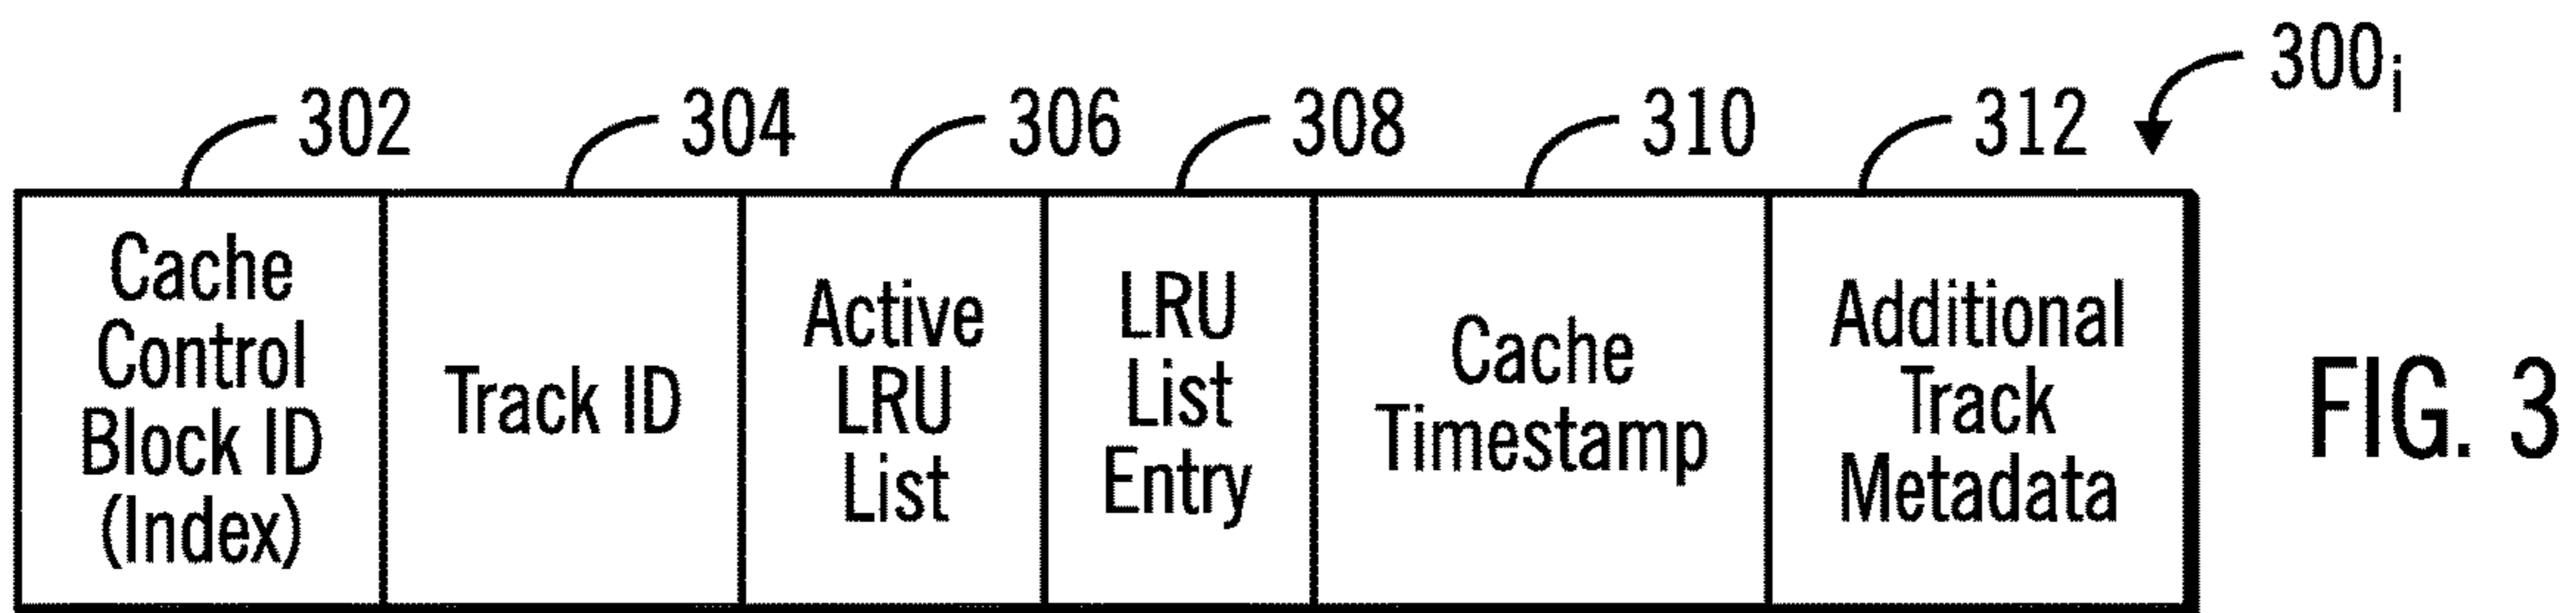 302 304 306 308 310 312 300i
Cache
Control
Block ID
(Index)
Track ID
Active
LRU
List
LRU
List
Entry
Cache
Timestamp
Additional
Track
Metadata
FIG. 3